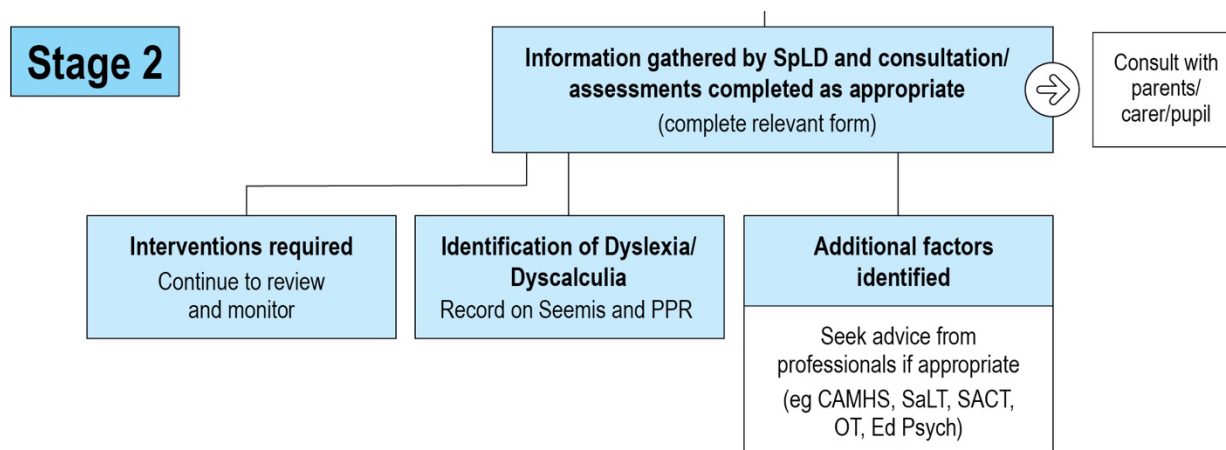 Stage 2
Information gathered by SpLD and consultation/
assessments completed as appropriate
(complete relevant form)
Consult with
parents/
carer/pupil
Interventions required
Continue to review
and monitor
Identification of Dyslexia/
Dyscalculia
Record on Seemis and PPR
Additional factors
identified
Seek advice from
professionals if appropriate
(eg CAMHS, SaLT, SACT,
OT, Ed Psych)